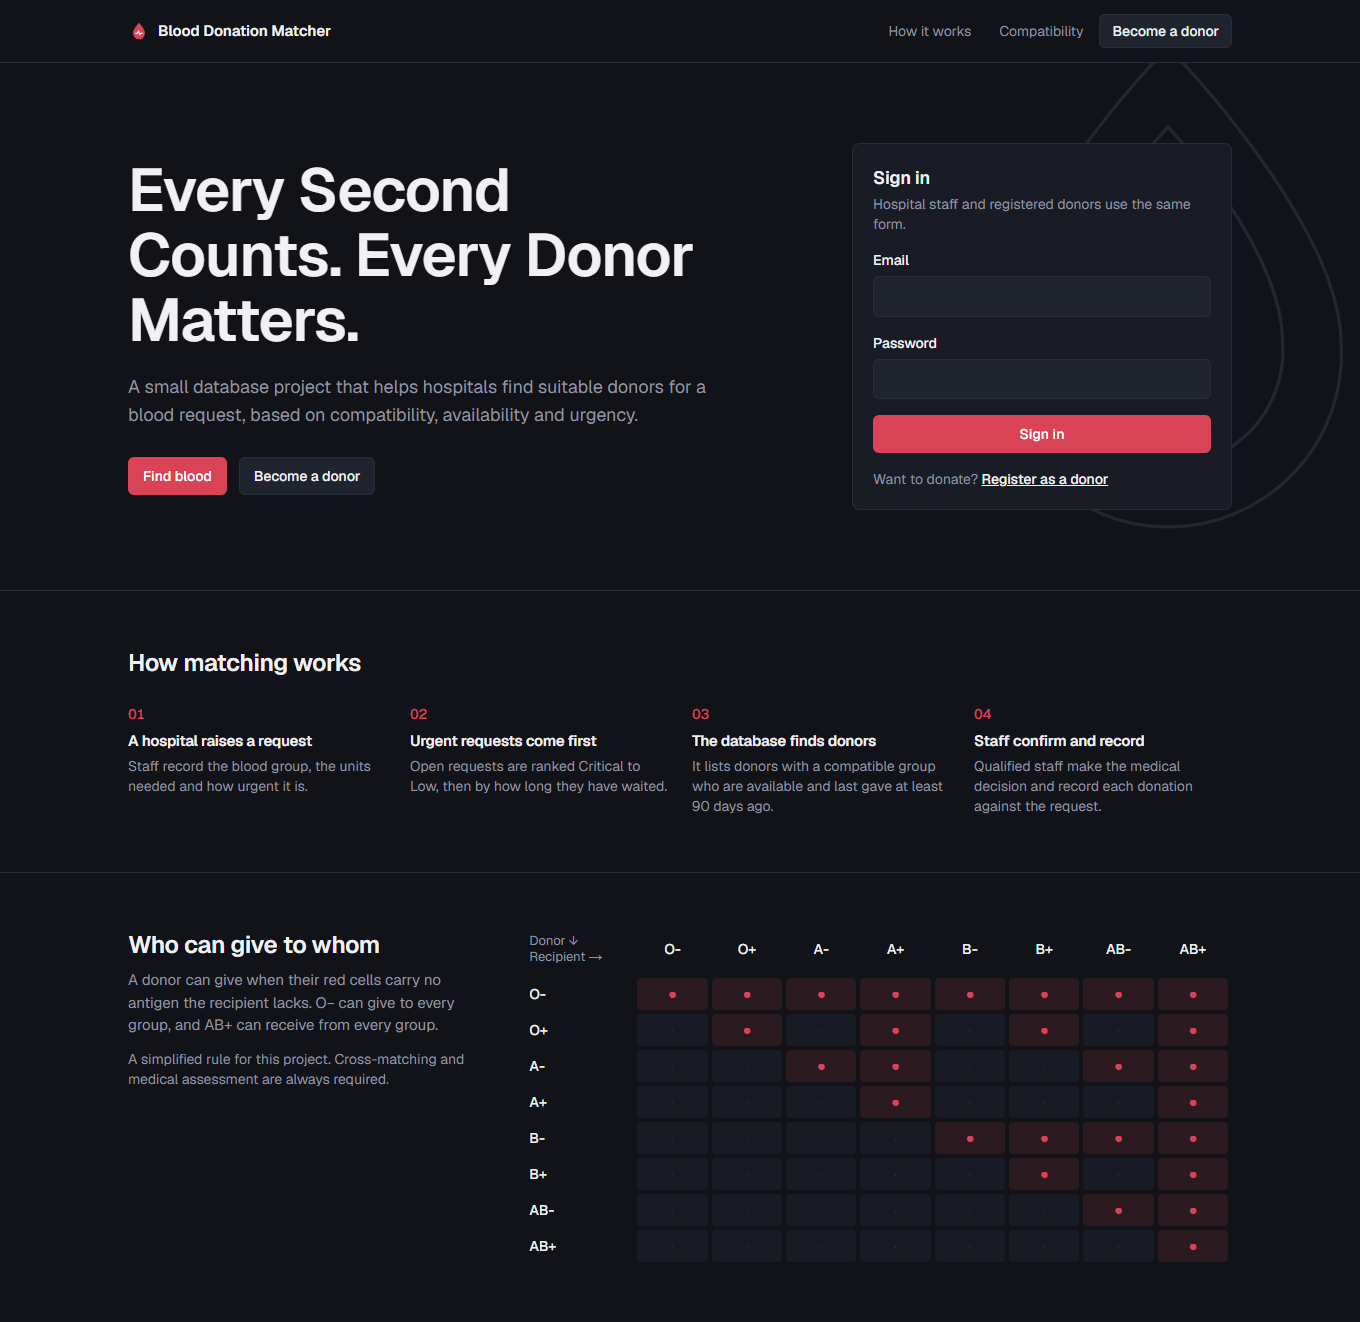 Blood Donation Matcher
How it works
Compatibility
Become a donor
Every Second
Counts. Every Donor
Matters.
A small database project that helps hospitals find suitable donors for a
blood request, based on compatibility, availability and urgency.
Find blood
Become a donor
Sign in
Hospital staff and registered donors use the same
form.
Email
Password
Sign in
Want to donate? Register as a donor
How matching works
01
A hospital raises a request
Staff record the blood group, the units
needed and how urgent it is.
02
Urgent requests come first
Open requests are ranked Critical to
Low, then by how long they have waited.
03
The database finds donors
It lists donors with a compatible group
who are available and last gave at least
90 days ago.
04
Staff confirm and record
Qualified staff make the medical
decision and record each donation
against the request.
Who can give to whom
A donor can give when their red cells carry no
antigen the recipient lacks. O− can give to every
group, and AB+ can receive from every group.
A simplified rule for this project. Cross-matching and
medical assessment are always required.
Donor ↓
Recipient →
O-
O+
A-
A+
B-
B+
AB-
AB+
O-
O+
A-
A+
B-
B+
AB-
AB+